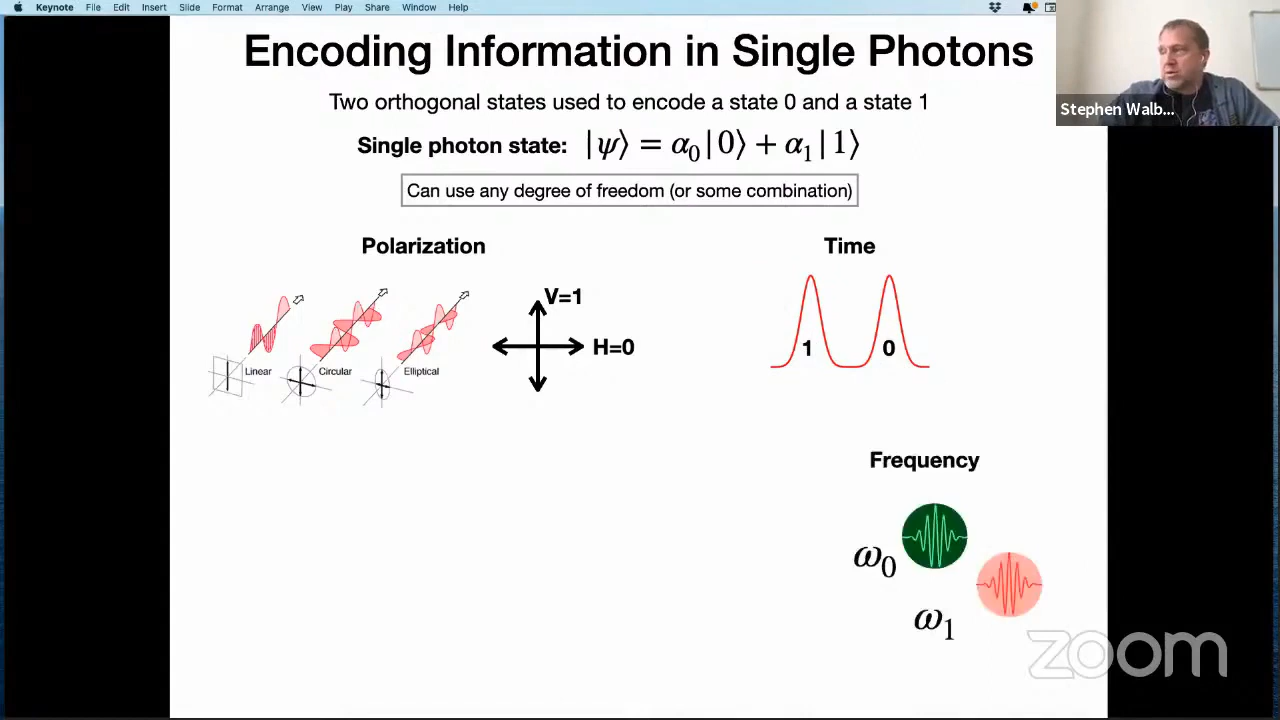 Keynote File Edit Insert Slide Format Arrange View Play Share Window Help
Encoding Information in Single Photons
Two orthogonal states used to encode a state 0 and a state 1
Single photon state: |ψ⟩ = α₀|0⟩ + α₁|1⟩
Can use any degree of freedom (or some combination)
Stephen Walb...
Polarization
Linear
Circular
Elliptical
V=1
H=0
Time
1 0
Frequency
ω₀
ω₁
zoom